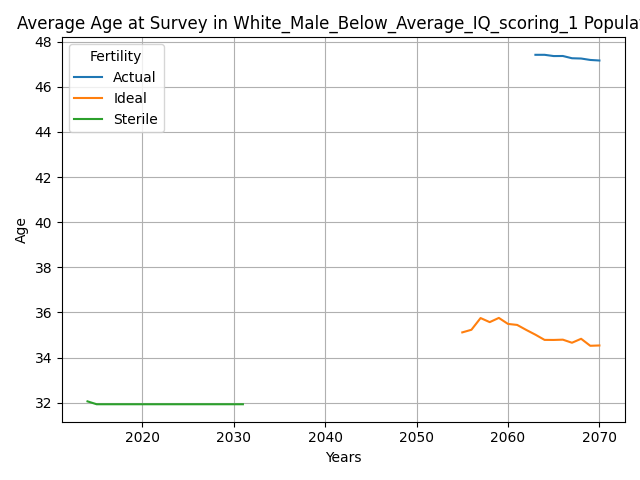 Average Age at Survey in White_Male_Below_Average_IQ_scoring_1 Popula
48
46
44
42
40
38
36
34
32
Age
Fertility
Actual
Ideal
Sterile
2020 2030 2040 2050 2060 2070
Years